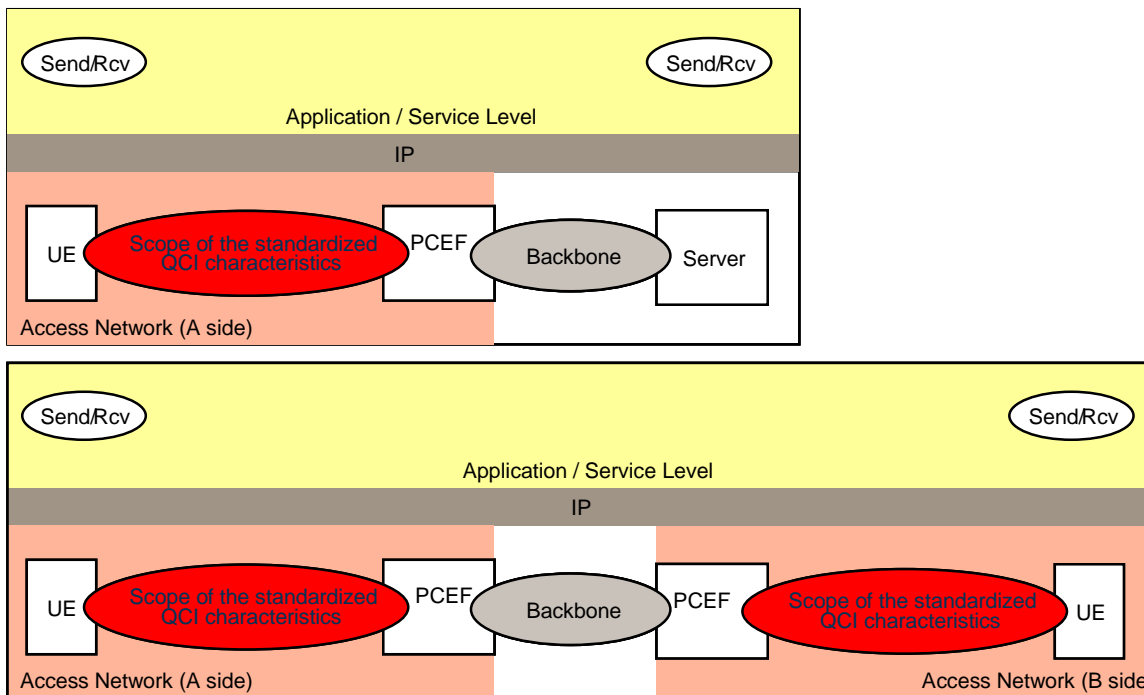 Send/Rcv
Send/Rcv
Application / Service Level
IP
UE
Scope of the standardized
QCI characteristics
PCEF
Backbone
Server
Access Network (A side)
Send/Rcv
Send/Rcv
Application / Service Level
IP
UE
Scope of the standardized
QCI characteristics
PCEF
Backbone
PCEF
Scope of the standardized
QCI characteristics
UE
Access Network (A side)
Access Network (B side